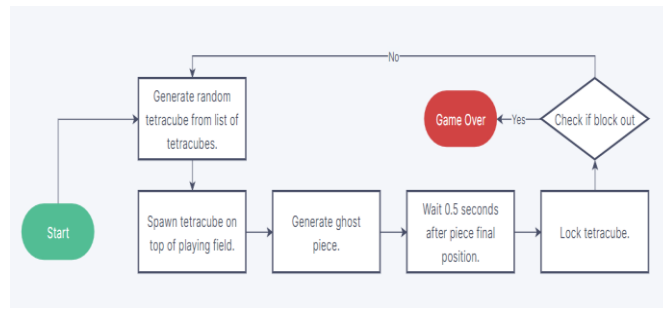 No
Generate random
tetracube from list of
tetracubes.
Game Over
Yes
Check if block out
Start
Spawn tetracube on
top of playing field.
Generate ghost
piece.
Wait 0.5 seconds
after piece final
position.
Lock tetracube.